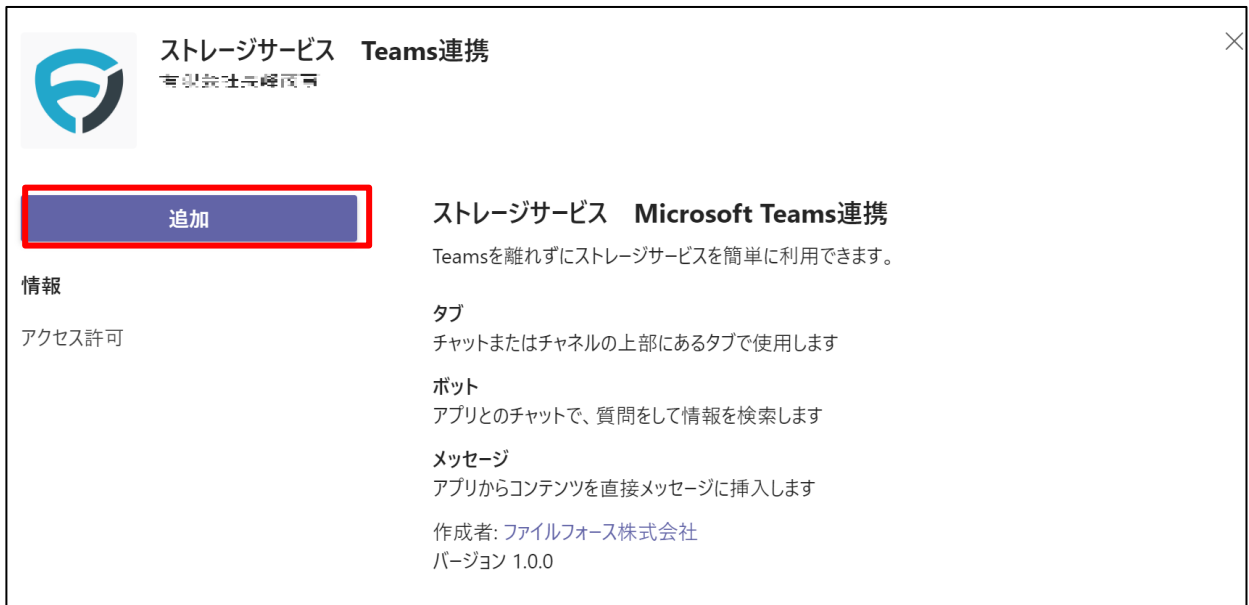 ストレージサービス　Teams連携
追加
情報
アクセス許可
ストレージサービス　Microsoft Teams連携
Teamsを離れずにストレージサービスを簡単に利用できます。
タブ
チャットまたはチャネルの上部にあるタブで使用します
ボット
アプリとのチャットで、質問をして情報を検索します
メッセージ
アプリからコンテンツを直接メッセージに挿入します
作成者: ファイルフォース株式会社
バージョン 1.0.0